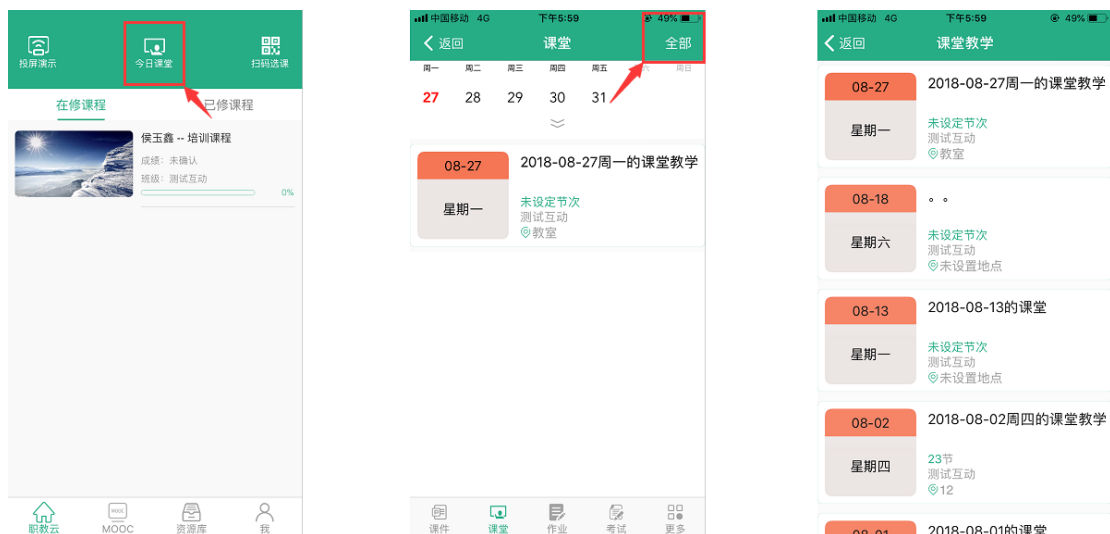 投屏演示
今日课堂
扫码选课
在修课程
已修课程
侯玉鑫 -- 培训课程
成绩：未确认
班级：测试互动
0%
职教云
MOOC
MOOC
资源库
我
中国移动 4G
下午5:59
49%
返回
课堂
全部
周一
周二
周三
周四
周五
六
周日
27
28
29
30
31
08-27
星期一
2018-08-27周一的课堂教学
未设定节次
测试互动
教室
课件
课堂
作业
考试
更多
中国移动 4G
下午5:59
49%
返回
课堂教学
08-27
星期一
2018-08-27周一的课堂教学
未设定节次
测试互动
教室
08-18
星期六
。。
未设定节次
测试互动
未设置地点
08-13
星期一
2018-08-13的课堂
未设定节次
测试互动
未设置地点
08-02
星期四
2018-08-02周四的课堂教学
23节
测试互动
12
08-01
2018-08-01的课堂